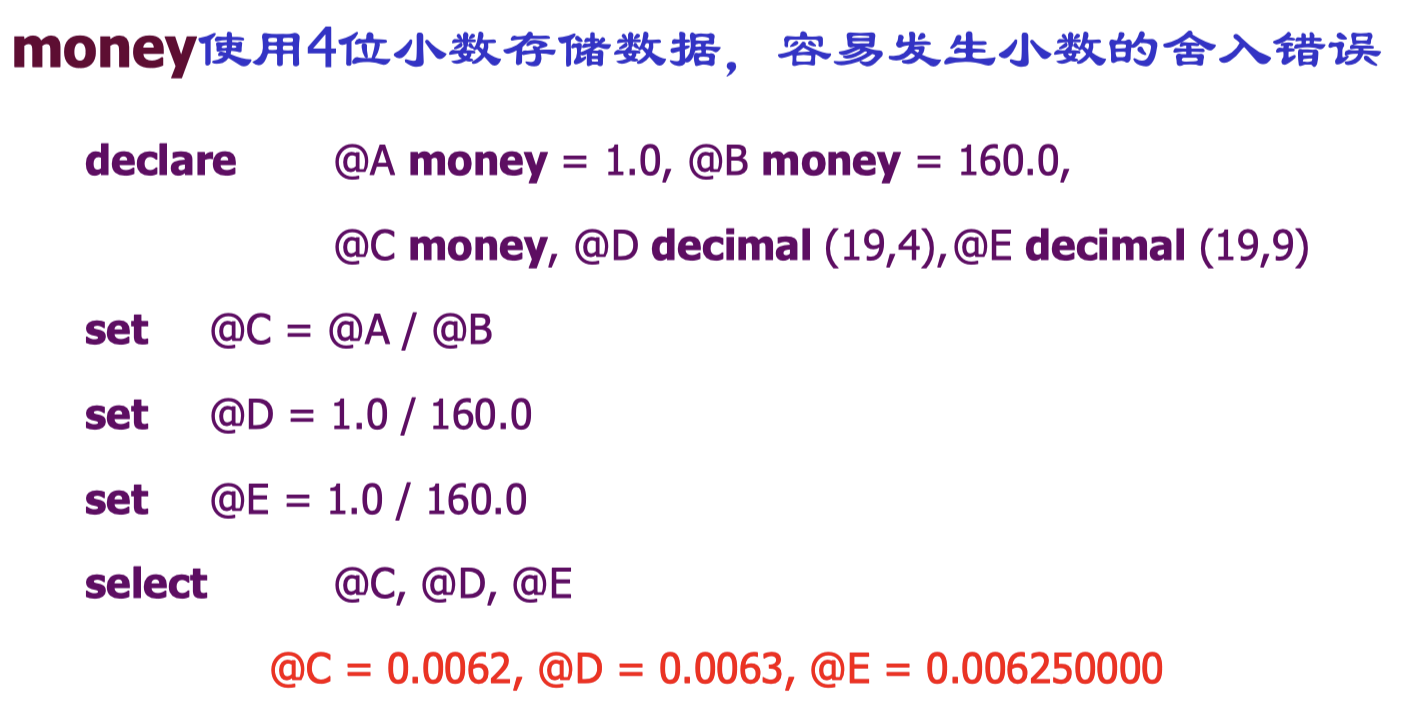 money使用4位小数存储数据，容易发生小数的舍入错误
declare @A money = 1.0, @B money = 160.0,
@C money, @D decimal (19,4),@E decimal (19,9)
set @C = @A / @B
set @D = 1.0 / 160.0
set @E = 1.0 / 160.0
select @C, @D, @E
@C = 0.0062, @D = 0.0063, @E = 0.006250000